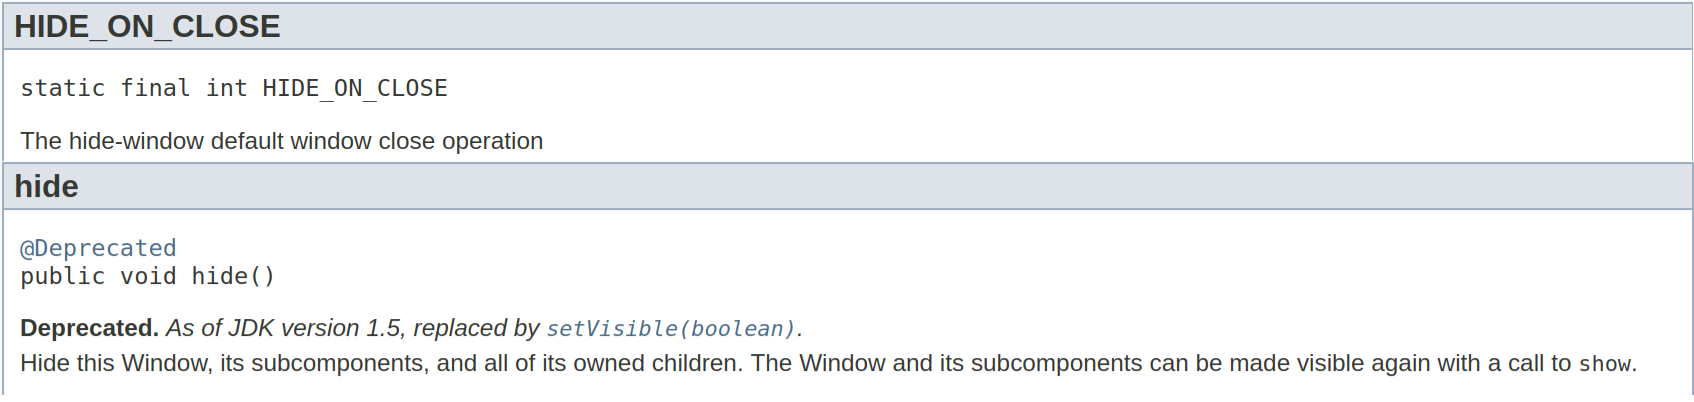 HIDE_ON_CLOSE
static final int HIDE_ON_CLOSE
The hide-window default window close operation
hide
@Deprecated
public void hide()
Deprecated. As of JDK version 1.5, replaced by setVisible(boolean).
Hide this Window, its subcomponents, and all of its owned children. The Window and its subcomponents can be made visible again with a call to show.